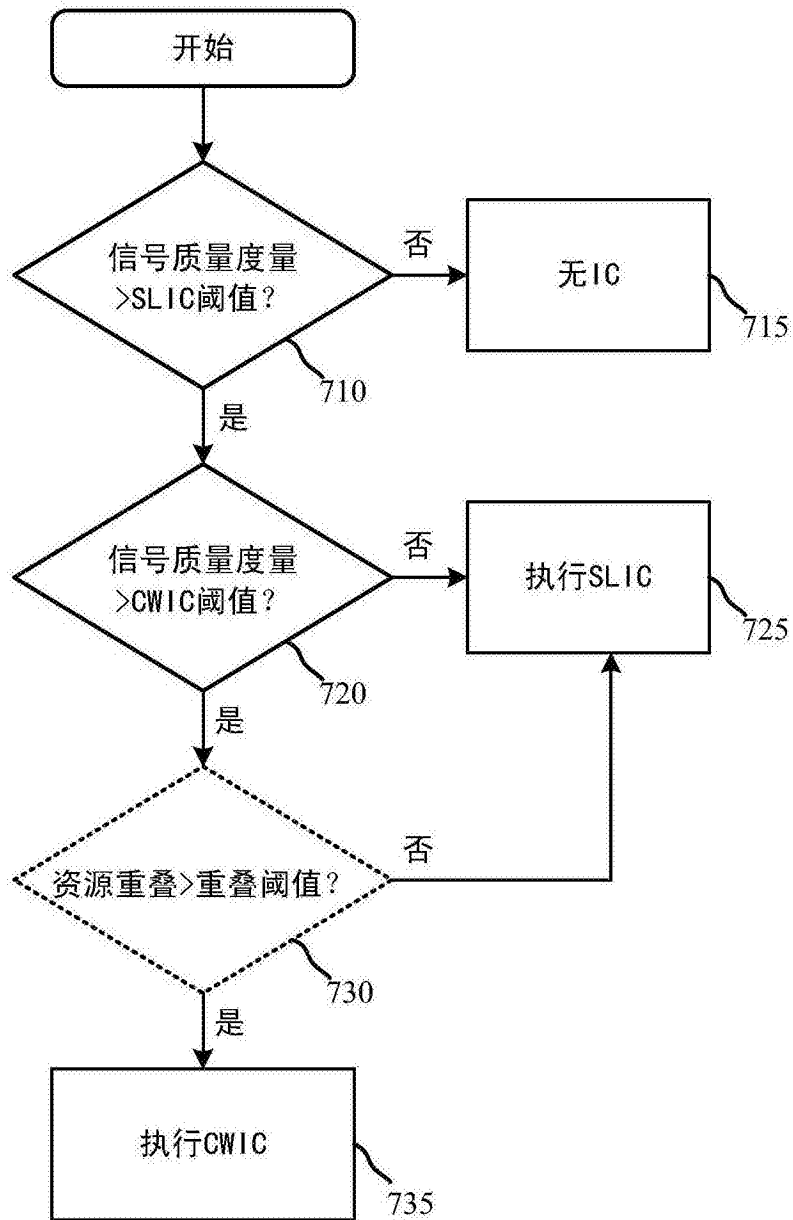 开始
信号质量度量
>SLIC阈值?
否
无IC
715
710
是
信号质量度量
>CWIC阈值?
否
执行SLIC
725
720
是
资源重叠>重叠阈值?
否
730
是
执行CWIC
735